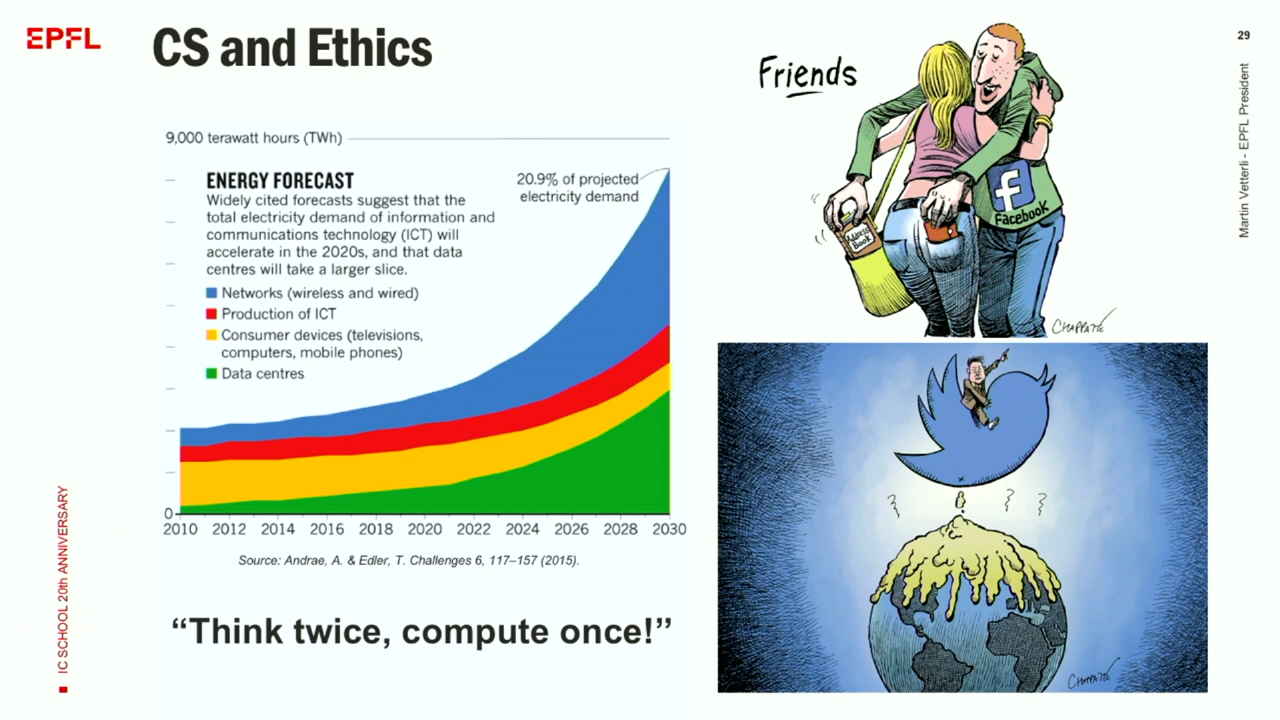 EPFL
CS and Ethics
9,000 terawatt hours (TWh)
ENERGY FORECAST
Widely cited forecasts suggest that the
total electricity demand of information and
communications technology (ICT) will
accelerate in the 2020s, and that data
centres will take a larger slice.
20.9% of projected
electricity demand
Networks (wireless and wired)
Production of ICT
Consumer devices (televisions,
computers, mobile phones)
Data centres
0
2010 2012 2014 2016 2018 2020 2022 2024 2026 2028 2030
Source: Andrae, A. & Edler, T. Challenges 6, 117–157 (2015).
“Think twice, compute once!”
Friends
Address
Book
f
Facebook
CHAPPATTE
CHAPPATTE
29
Martin Vetterli - EPFL President
IC SCHOOL 20th ANNIVERSARY